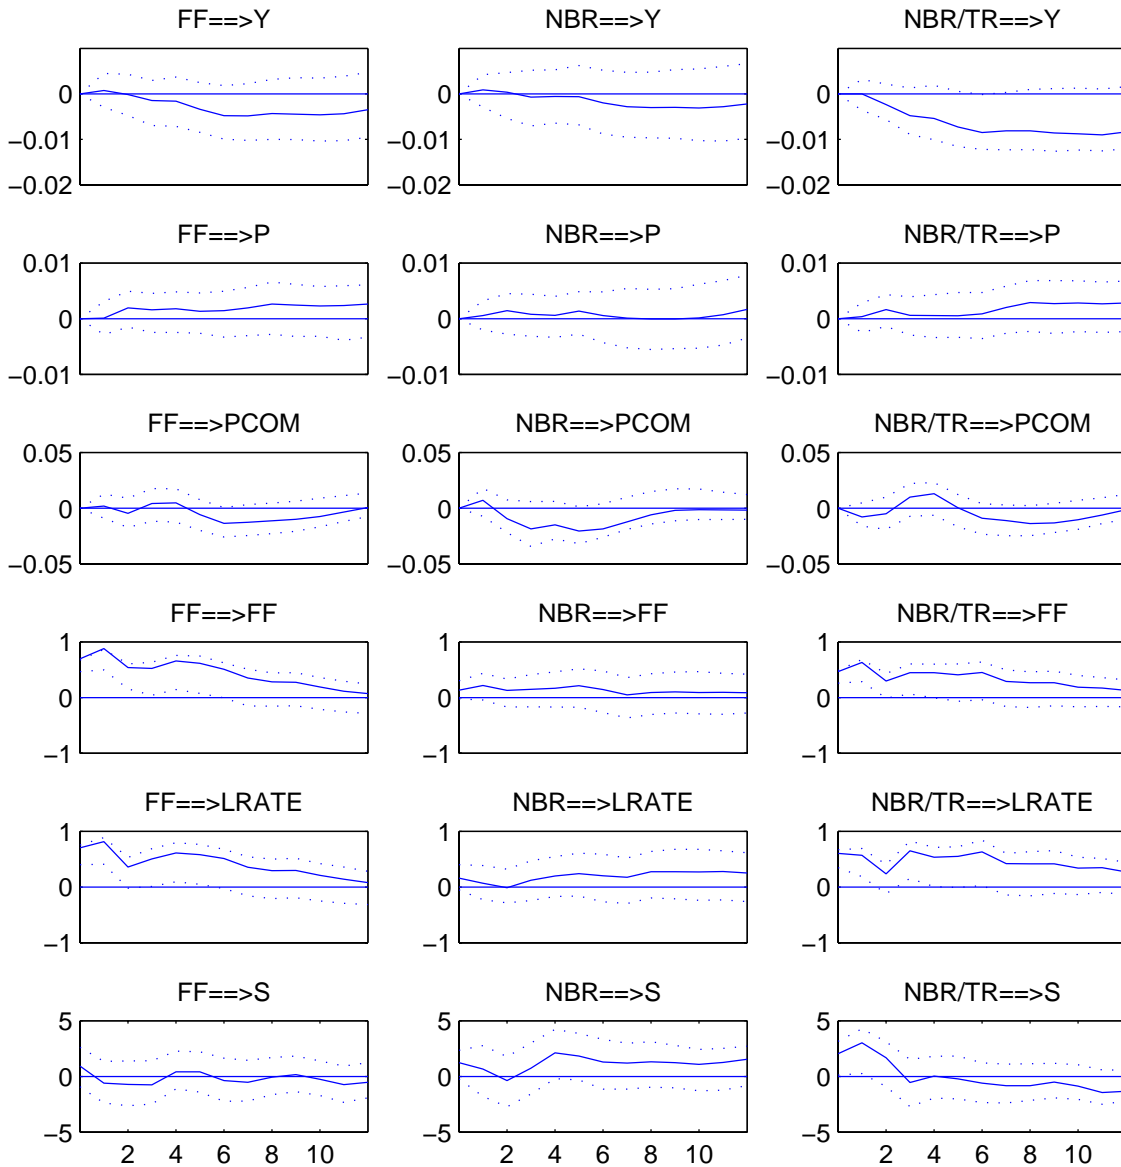 FF==>Y NBR==>Y NBR/TR==>Y
0 0 0
−0.01 −0.01 −0.01
−0.02 −0.02 −0.02
FF==>P NBR==>P NBR/TR==>P
0.01 0.01 0.01
0 0 0
−0.01 −0.01 −0.01
FF==>PCOM NBR==>PCOM NBR/TR==>PCOM
0.05 0.05 0.05
0 0 0
−0.05 −0.05 −0.05
FF==>FF NBR==>FF NBR/TR==>FF
1 1 1
0 0 0
−1 −1 −1
FF==>LRATE NBR==>LRATE NBR/TR==>LRATE
1 1 1
0 0 0
−1 −1 −1
FF==>S NBR==>S NBR/TR==>S
5 5 5
0 0 0
−5 −5 −5
2 4 6 8 10 2 4 6 8 10 2 4 6 8 10